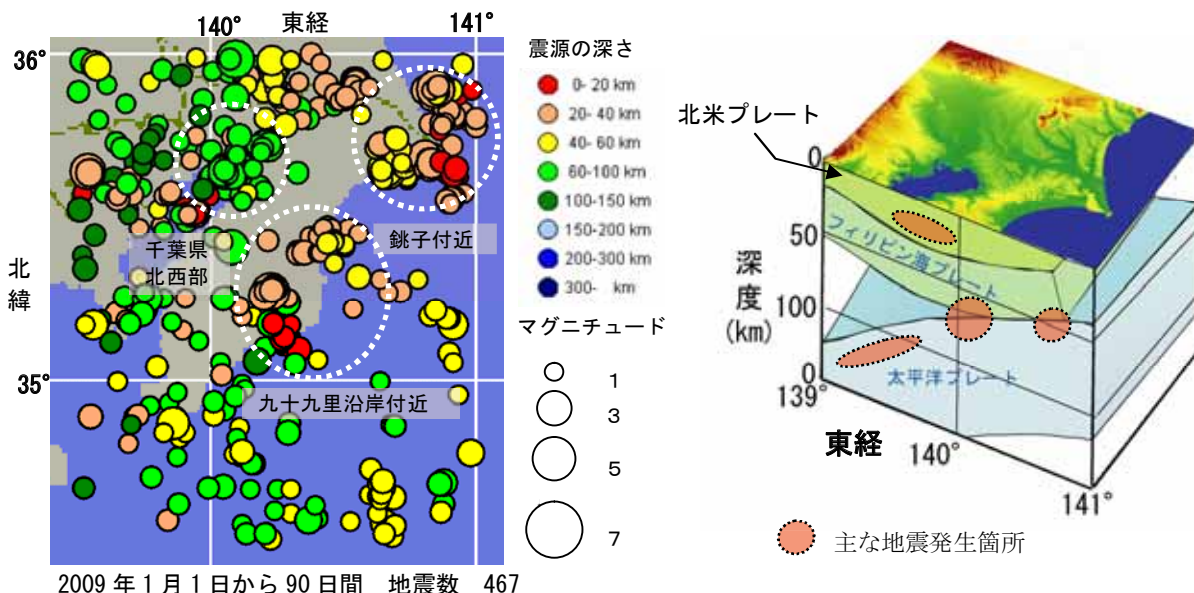 140°
東経
141°
36°
35°
北
緯
千葉県
北西部
銚子付近
九十九里沿岸付近
2009 年 1 月 1 日から 90 日間 地震数 467
震源の深さ
0- 20 km
20- 40 km
40- 60 km
60-100 km
100-150 km
150-200 km
200-300 km
300- km
マグニチュード
1
3
5
7
北米プレート
0
50
100
0
深
度
(km)
フィリピン海プレート
太平洋プレート
139°
東経
140°
141°
主な地震発生箇所